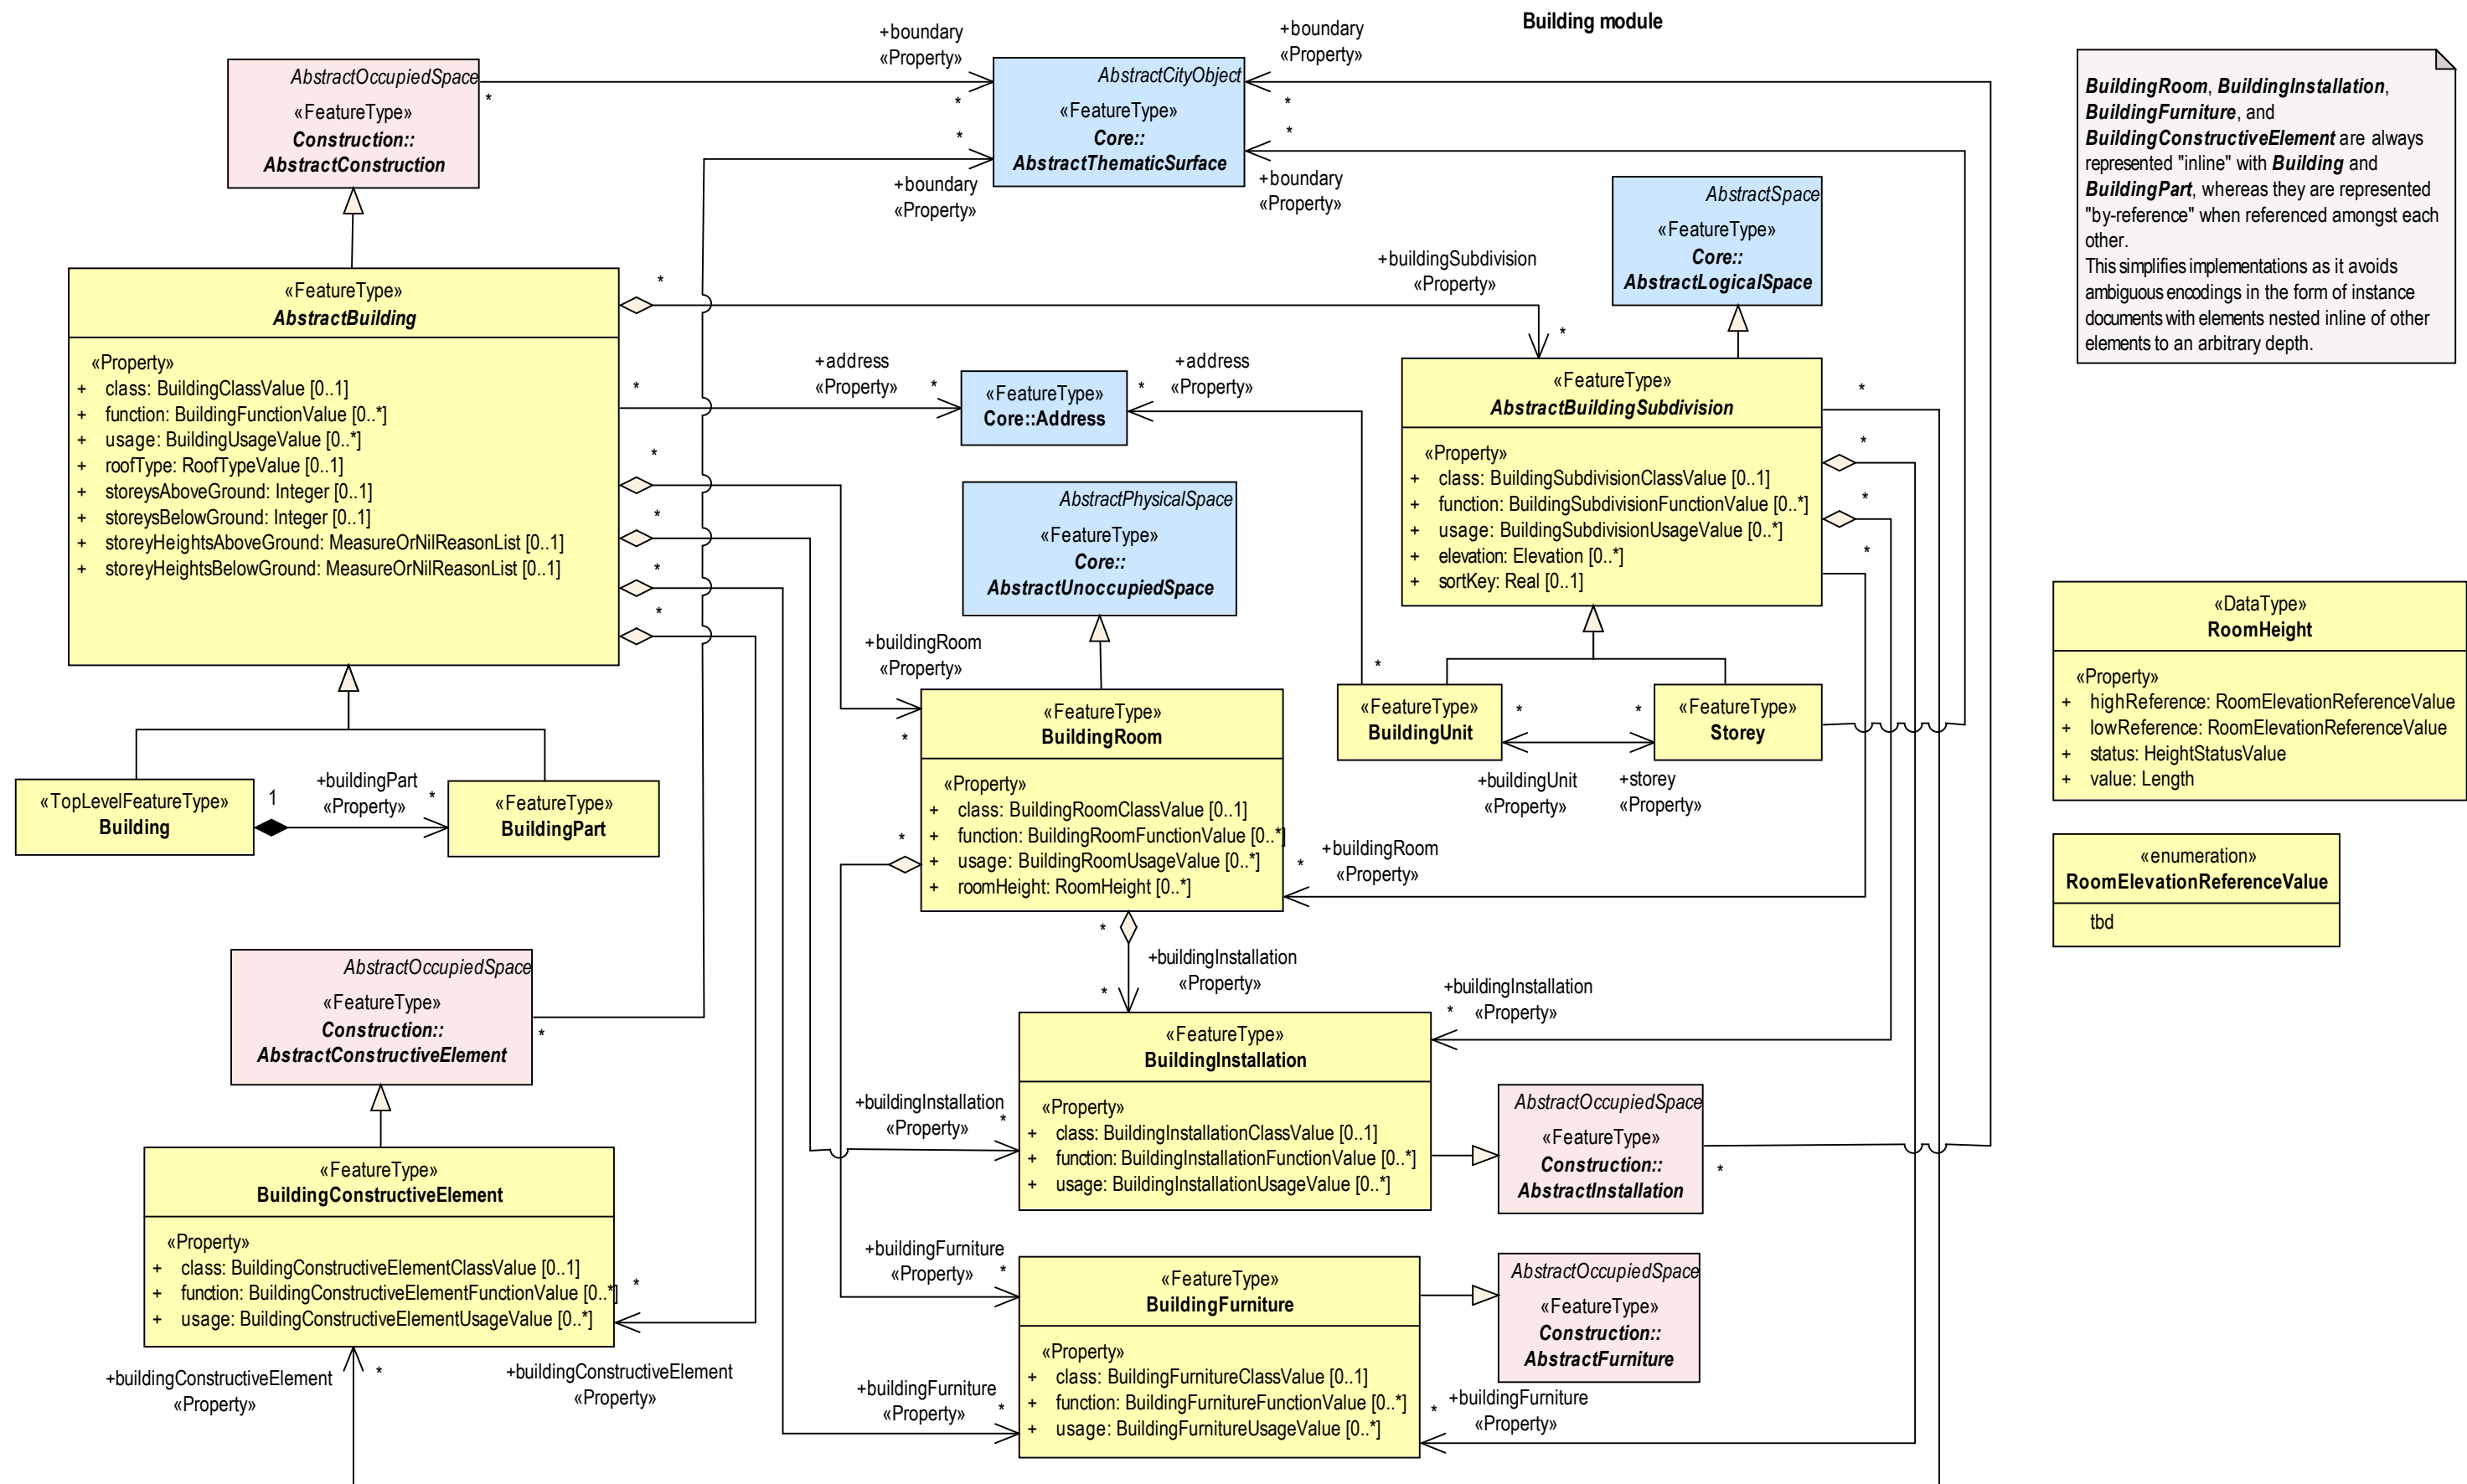 Building module
+boundary
«Property»
+boundary
«Property»
AbstractOccupiedSpace
«FeatureType»
Construction::
AbstractConstruction
*
*
*
AbstractCityObject
«FeatureType»
Core::
AbstractThematicSurface
*
*
+boundary
«Property»
+boundary
«Property»
BuildingRoom, BuildingInstallation,
BuildingFurniture, and
BuildingConstructiveElement are always
represented "inline" with Building and
BuildingPart, whereas they are represented
"by-reference" when referenced amongst each
other.
This simplifies implementations as it avoids
ambiguous encodings in the form of instance
documents with elements nested inline of other
elements to an arbitrary depth.
AbstractSpace
«FeatureType»
Core::
AbstractLogicalSpace
«FeatureType»
AbstractBuilding
«Property»
+ class: BuildingClassValue [0..1]
+ function: BuildingFunctionValue [0..*]
+ usage: BuildingUsageValue [0..*]
+ roofType: RoofTypeValue [0..1]
+ storeysAboveGround: Integer [0..1]
+ storeysBelowGround: Integer [0..1]
+ storeyHeightsAboveGround: MeasureOrNilReasonList [0..1]
+ storeyHeightsBelowGround: MeasureOrNilReasonList [0..1]
*
*
*
*
*
*
+buildingSubdivision
«Property»
*
+address
«Property»
*
«FeatureType»
Core::Address
+address
«Property»
*
«FeatureType»
AbstractBuildingSubdivision
«Property»
+ class: BuildingSubdivisionClassValue [0..1]
+ function: BuildingSubdivisionFunctionValue [0..*]
+ usage: BuildingSubdivisionUsageValue [0..*]
+ elevation: Elevation [0..*]
+ sortKey: Real [0..1]
*
*
*
*
AbstractPhysicalSpace
«FeatureType»
Core::
AbstractUnoccupiedSpace
«DataType»
RoomHeight
«Property»
+ highReference: RoomElevationReferenceValue
+ lowReference: RoomElevationReferenceValue
+ status: HeightStatusValue
+ value: Length
+buildingRoom
«Property»
*
«FeatureType»
BuildingRoom
«Property»
+ class: BuildingRoomClassValue [0..1]
+ function: BuildingRoomFunctionValue [0..*]
+ usage: BuildingRoomUsageValue [0..*]
+ roomHeight: RoomHeight [0..*]
*
*
*
«FeatureType»
BuildingUnit
*
*
«FeatureType»
Storey
+buildingUnit
«Property»
+storey
«Property»
«TopLevelFeatureType»
Building
1
+buildingPart
«Property»
*
«FeatureType»
BuildingPart
«enumeration»
RoomElevationReferenceValue
tbd
+buildingRoom
«Property»
*
AbstractOccupiedSpace
«FeatureType»
Construction::
AbstractConstructiveElement
*
+buildingInstallation
«Property»
*
+buildingInstallation
«Property»
*
«FeatureType»
BuildingInstallation
«Property»
+ class: BuildingInstallationClassValue [0..1]
+ function: BuildingInstallationFunctionValue [0..*]
+ usage: BuildingInstallationUsageValue [0..*]
+buildingInstallation
«Property»
*
AbstractOccupiedSpace
«FeatureType»
Construction::
AbstractInstallation
*
«FeatureType»
BuildingConstructiveElement
«Property»
+ class: BuildingConstructiveElementClassValue [0..1]
+ function: BuildingConstructiveElementFunctionValue [0..*]
+ usage: BuildingConstructiveElementUsageValue [0..*]
*
+buildingFurniture
«Property»
*
«FeatureType»
BuildingFurniture
«Property»
+ class: BuildingFurnitureClassValue [0..1]
+ function: BuildingFurnitureFunctionValue [0..*]
+ usage: BuildingFurnitureUsageValue [0..*]
AbstractOccupiedSpace
«FeatureType»
Construction::
AbstractFurniture
+buildingConstructiveElement
«Property»
*
+buildingConstructiveElement
«Property»
+buildingFurniture
«Property»
*
+buildingFurniture
«Property»
*